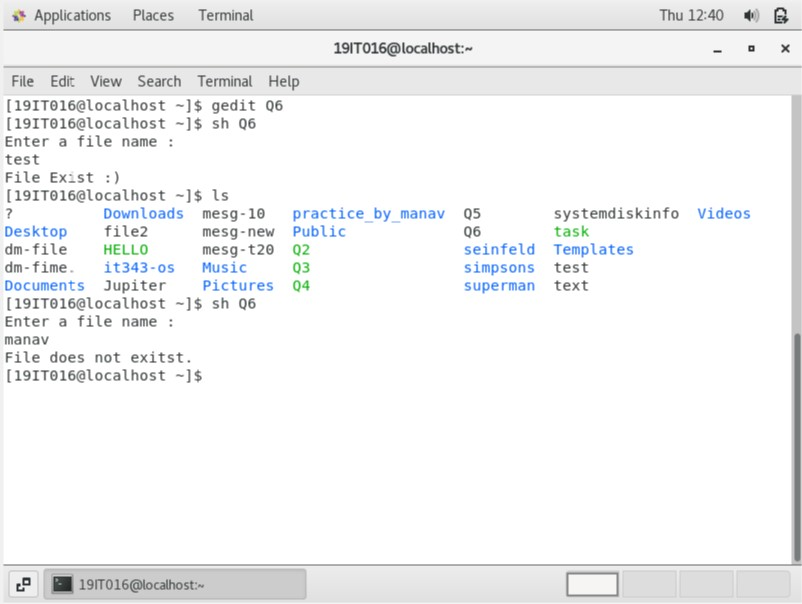 Applications Places Terminal Thu 12:40
19IT016@localhost:~
File Edit View Search Terminal Help
[19IT016@localhost ~]$ gedit Q6
[19IT016@localhost ~]$ sh Q6
Enter a file name :
test
File Exist :)
[19IT016@localhost ~]$ ls
? Downloads mesg-10 practice_by_manav Q5 systemdiskinfo Videos
Desktop file2 mesg-new Public Q6 task
dm-file HELLO mesg-t20 Q2 seinfeld Templates
dm-fime. it343-os Music Q3 simpsons test
Documents Jupiter Pictures Q4 superman text
[19IT016@localhost ~]$ sh Q6
Enter a file name :
manav
File does not exitst.
[19IT016@localhost ~]$
19IT016@localhost:~